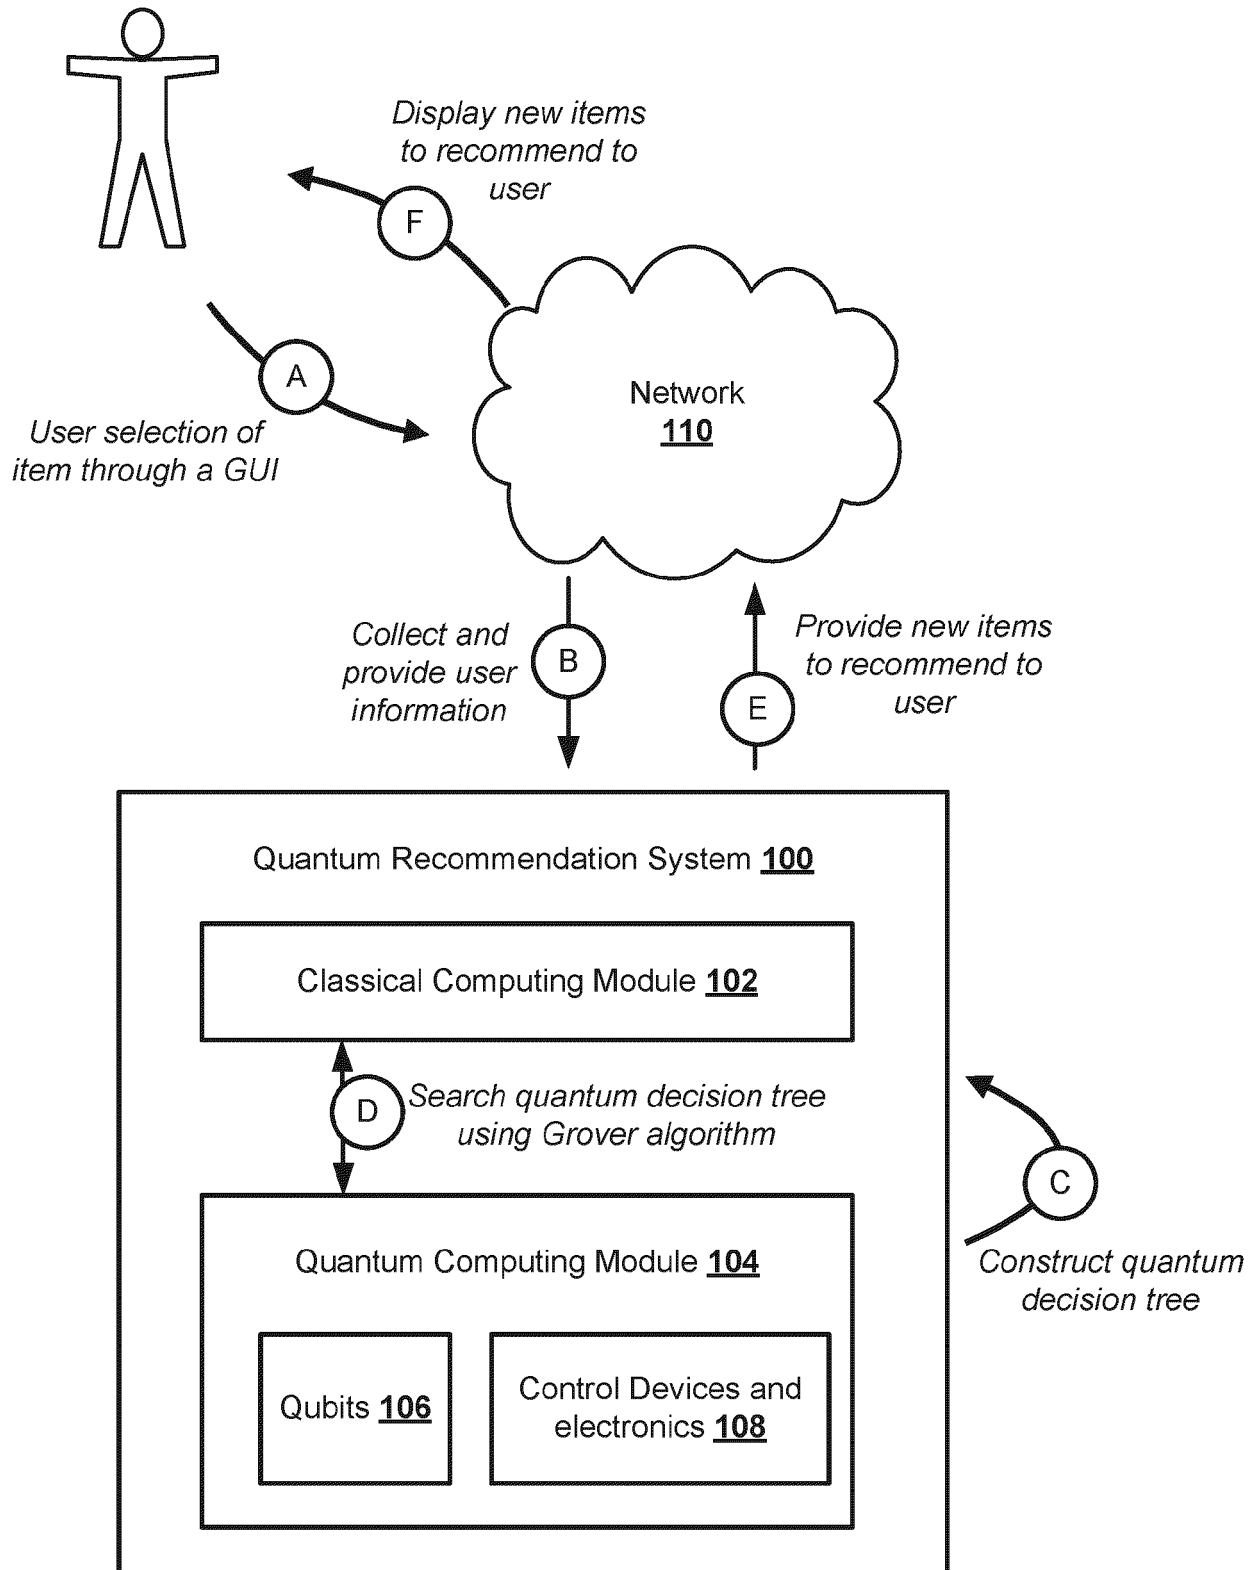 Display new items
to recommend to
user
F
A
User selection of
item through a GUI
Network
110
Collect and
provide user
information
B
Provide new items
to recommend to
user
E
Quantum Recommendation System 100
Classical Computing Module 102
D
Search quantum decision tree
using Grover algorithm
C
Construct quantum
decision tree
Quantum Computing Module 104
Qubits 106
Control Devices and
electronics 108